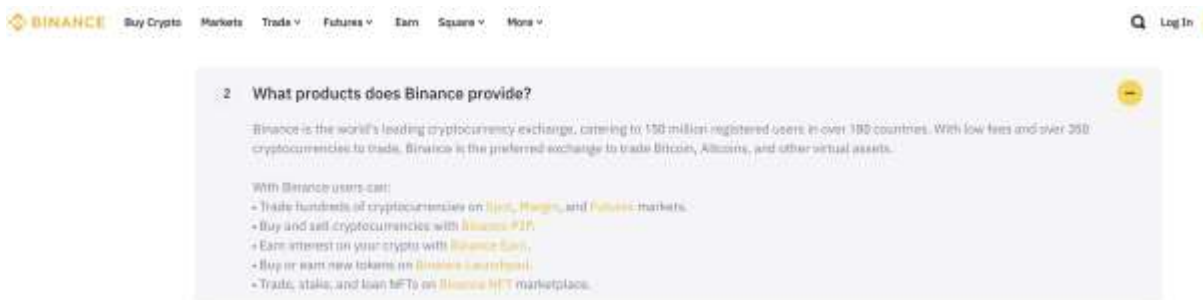 BINANCE Buy Crypto Markets Trade Futures Earn Square More Log In
2 What products does Binance provide?
Binance is the world's leading cryptocurrency exchange, catering to 150 million registered users in over 180 countries. With low fees and over 350
cryptocurrencies to trade, Binance is the preferred exchange to trade Bitcoin, Altcoins, and other virtual assets.
With Binance users can:
• Trade hundreds of cryptocurrencies on Spot, Margin, and Futures markets.
• Buy and sell cryptocurrencies with Binance P2P.
• Earn interest on your crypto with Binance Earn.
• Buy or earn new tokens on Binance Launchpad.
• Trade, stake, and loan NFTs on Binance NFT marketplace.